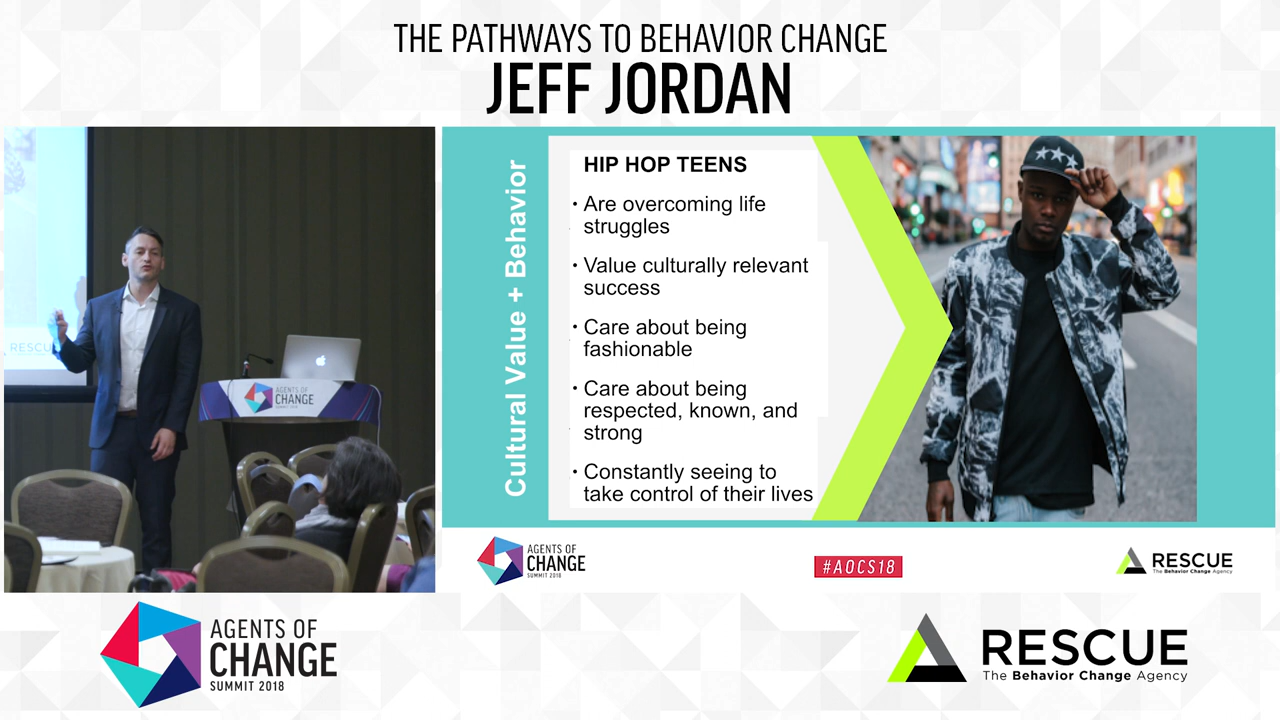 THE PATHWAYS TO BEHAVIOR CHANGE
JEFF JORDAN
RESCU
AGENTS OF
CHANGE
SUMMIT 2018
Cultural Value + Behavior
HIP HOP TEENS
• Are overcoming life
struggles
• Value culturally relevant
success
• Care about being
fashionable
• Care about being
respected, known, and
strong
• Constantly seeing to
take control of their lives
AGENTS OF
CHANGE
SUMMIT 2018
#AOCS18
RESCUE
The Behavior Change Agency
AGENTS OF
CHANGE
SUMMIT 2018
RESCUE
The Behavior Change Agency